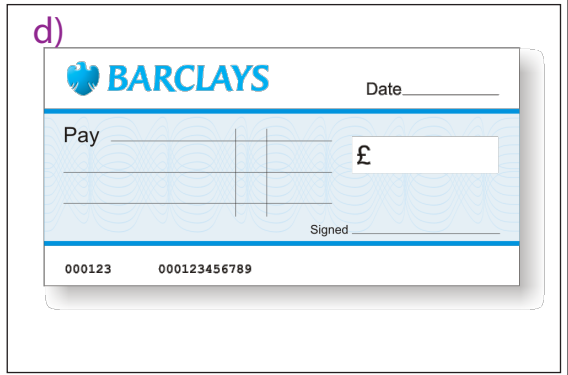 d)
BARCLAYS
Date
Pay
£
Signed
000123 000123456789